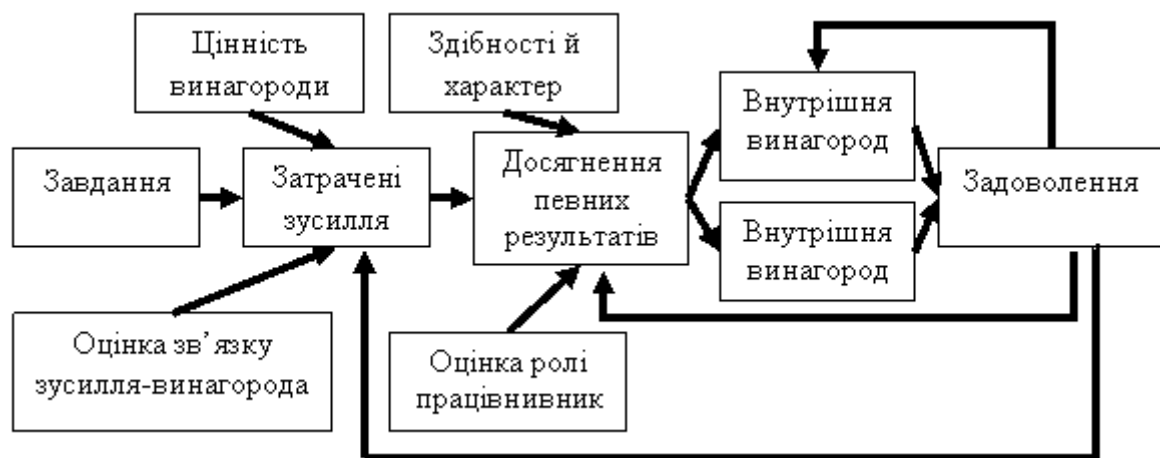 Цінність
винагороди
Здібності й
характер
Внутрішня
винагород
Завдання
Затрачені
зусилля
Досягнення
певних
результатів
Задоволення
Внутрішня
винагород
Оцінка зв’язку
зусилля-винагорода
Оцінка ролі
працівнивник